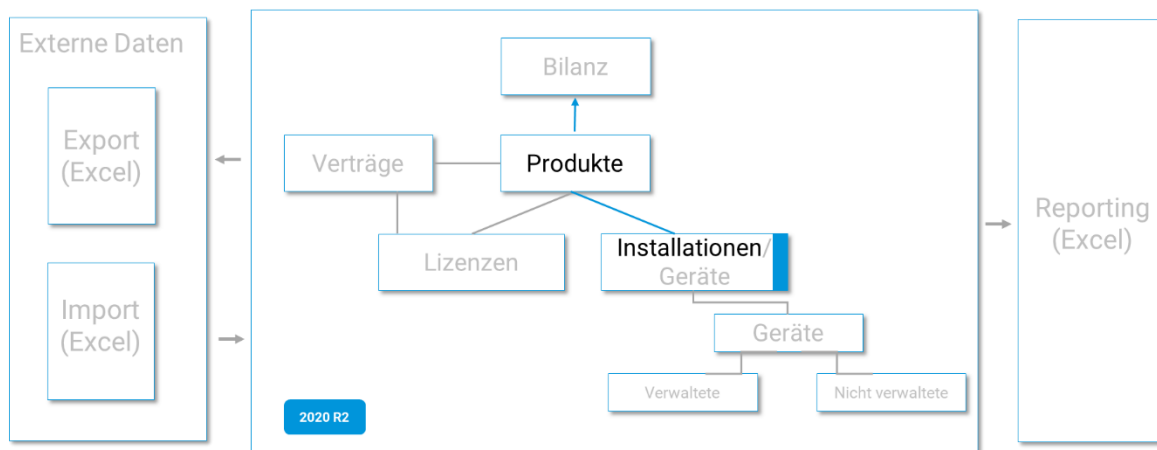 Externe Daten
Export
(Excel)
Import
(Excel)
Bilanz
Verträge
Produkte
Lizenzen
Installationen/
Geräte
Geräte
Verwaltete
Nicht verwaltete
2020 R2
Reporting
(Excel)